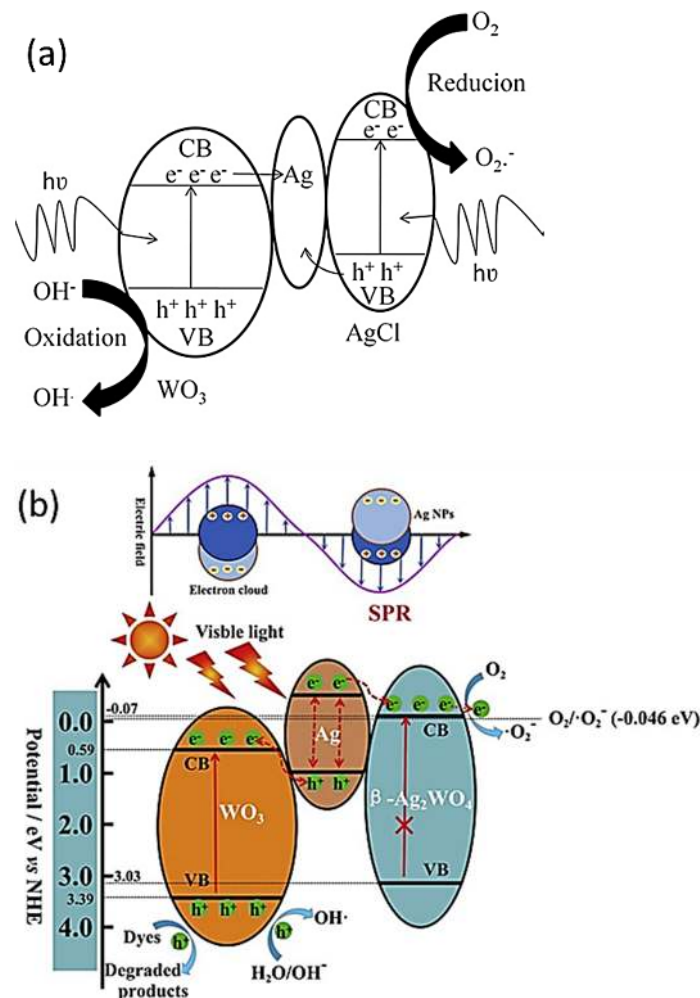 (a)
O₂
Reducion
O₂.⁻
CB
e⁻ e⁻
CB
e⁻ e⁻ e⁻
Ag
hυ
hυ
h⁺ h⁺
VB
AgCl
OH⁻
Oxidation
OH·
h⁺ h⁺ h⁺
VB
WO₃
(b)
Electric field
+ + +
- - -
Electron cloud
- - -
+ + +
Ag NPs
SPR
Visble light
Potential / eV vs NHE
-0.07
0.0
0.59
1.0
2.0
3.0
3.03
3.39
4.0
e⁻ e⁻ e⁻
CB
WO₃
VB
h⁺ h⁺ h⁺
e⁻ e⁻
Ag
h⁺ h⁺
e⁻ e⁻ e⁻ e⁻
CB
β-Ag₂WO₄
VB
O₂
·O₂⁻
O₂/·O₂⁻ (-0.046 eV)
Dyes
h⁺
Degraded
products
OH·
h⁺
H₂O/OH⁻